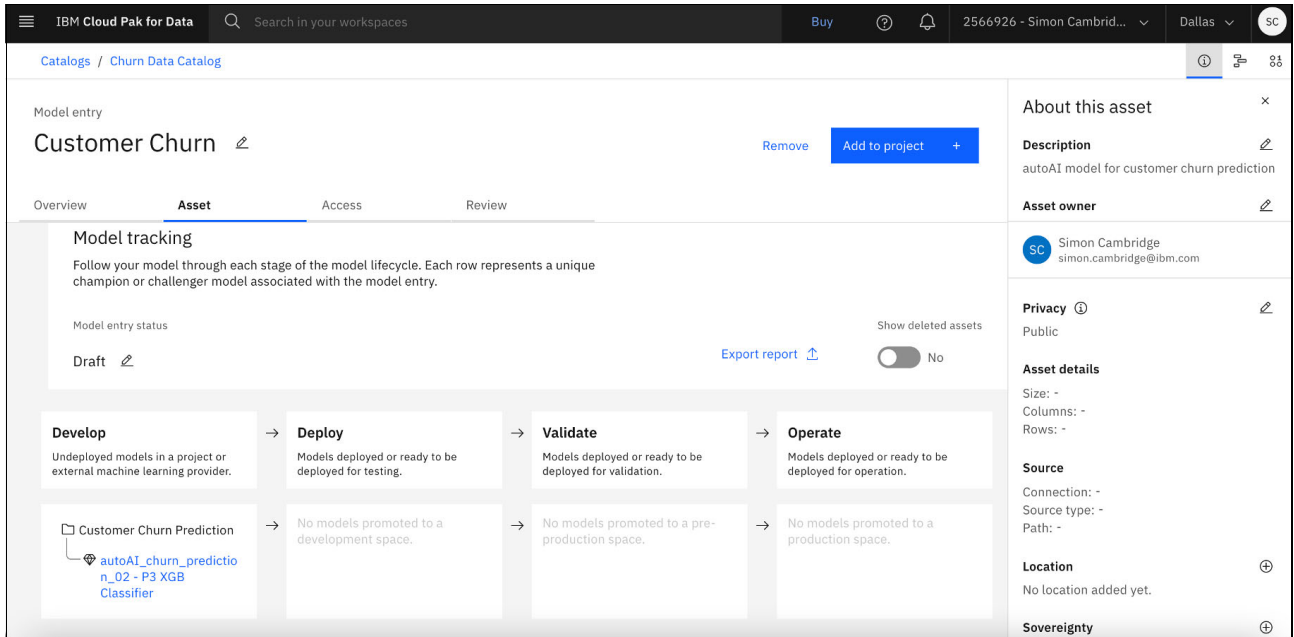 IBM Cloud Pak for Data
Search in your workspaces
Buy
2566926 - Simon Cambrid...
Dallas
SC
Catalogs / Churn Data Catalog
Model entry
Customer Churn
Remove
Add to project +
Overview
Asset
Access
Review
Model tracking
Follow your model through each stage of the model lifecycle. Each row represents a unique
champion or challenger model associated with the model entry.
Model entry status
Draft
Export report
Show deleted assets
No
Develop
Undeployed models in a project or
external machine learning provider.
Deploy
Models deployed or ready to be
deployed for testing.
Validate
Models deployed or ready to be
deployed for validation.
Operate
Models deployed or ready to be
deployed for operation.
Customer Churn Prediction
autoAI_churn_predictio
n_02 - P3 XGB
Classifier
No models promoted to a
development space.
No models promoted to a pre-
production space.
No models promoted to a
production space.
About this asset
Description
autoAI model for customer churn prediction
Asset owner
SC
Simon Cambridge
simon.cambridge@ibm.com
Privacy
Public
Asset details
Size: -
Columns: -
Rows: -
Source
Connection: -
Source type: -
Path: -
Location
No location added yet.
Sovereignty